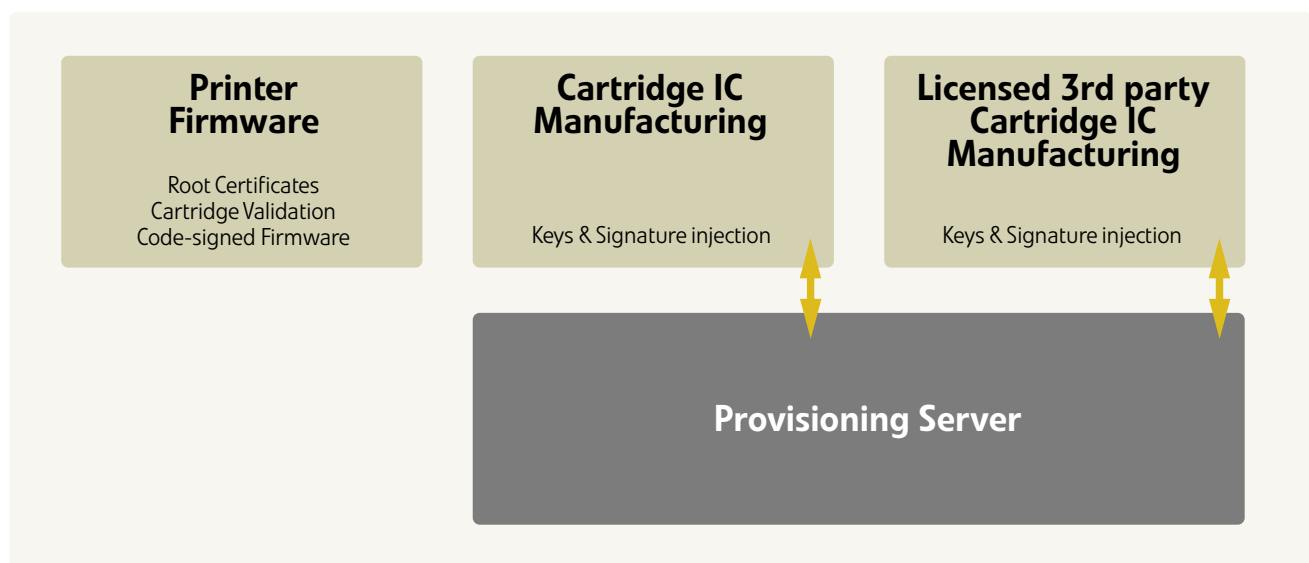 Printer
Firmware
Root Certificates
Cartridge Validation
Code-signed Firmware
Cartridge IC
Manufacturing
Keys & Signature injection
Licensed 3rd party
Cartridge IC
Manufacturing
Keys & Signature injection
Provisioning Server